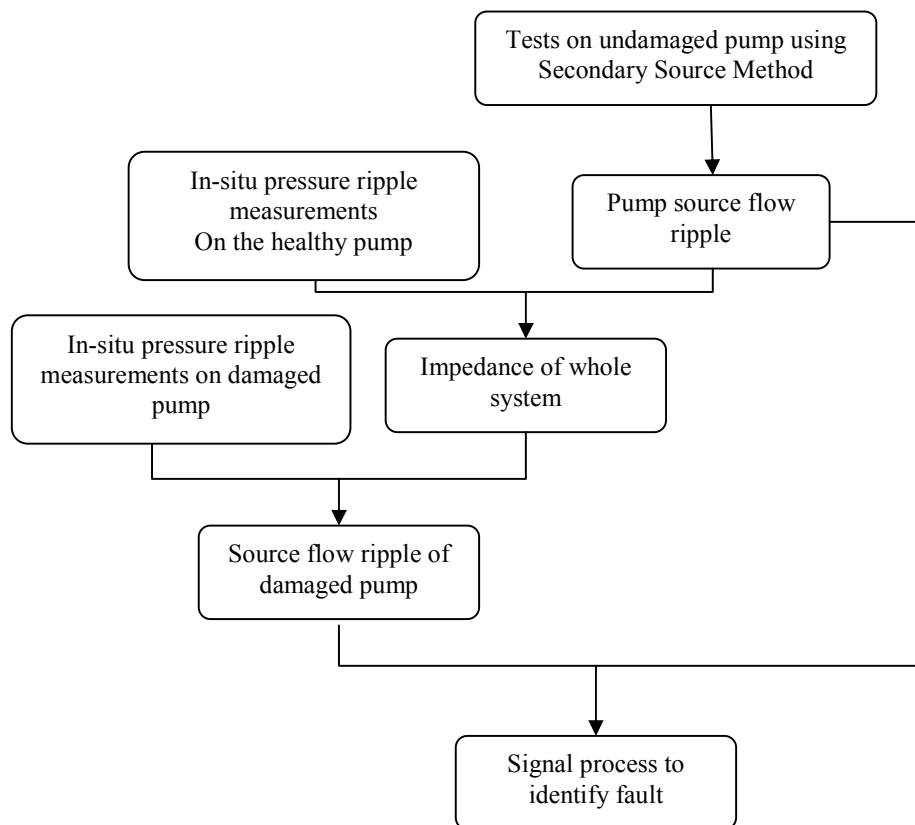 Tests on undamaged pump using
Secondary Source Method
In-situ pressure ripple
measurements
On the healthy pump
Pump source flow
ripple
In-situ pressure ripple
measurements on damaged
pump
Impedance of whole
system
Source flow ripple of
damaged pump
Signal process to
identify fault